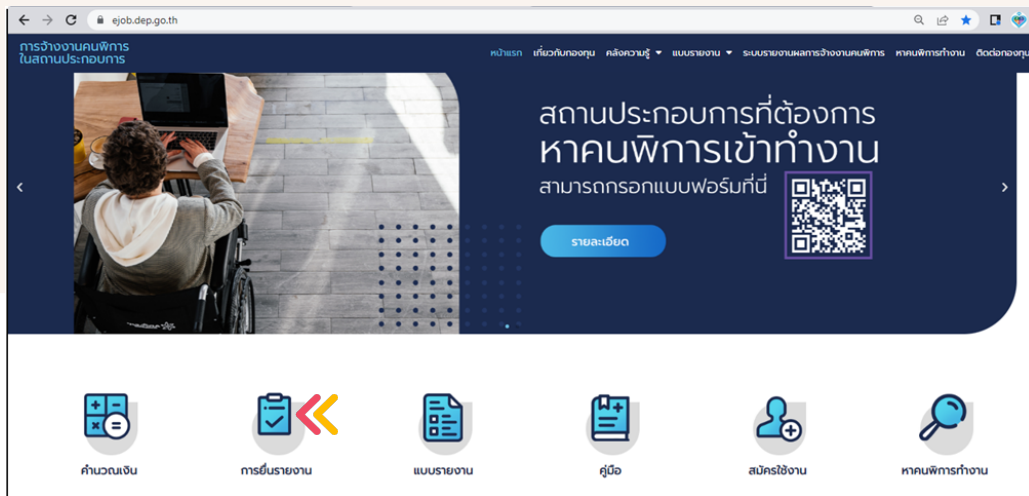 ejob.dep.go.th
การจ้างงานคนพิการ
ในสถานประกอบการ
หน้าแรก เกี่ยวกับกองทุน คลังความรู้ แบบรายงาน ระบบรายงานผลการจ้างงานคนพิการ หาคนพิการทำงาน ติดต่อกองทุน
สถานประกอบการที่ต้องการ
หาคนพิการเข้าทำงาน
สามารถกรอกแบบฟอร์มที่นี่
รายละเอียด
คำนวณเงิน การยื่นรายงาน แบบรายงาน คู่มือ สมัครใช้งาน หาคนพิการทำงาน